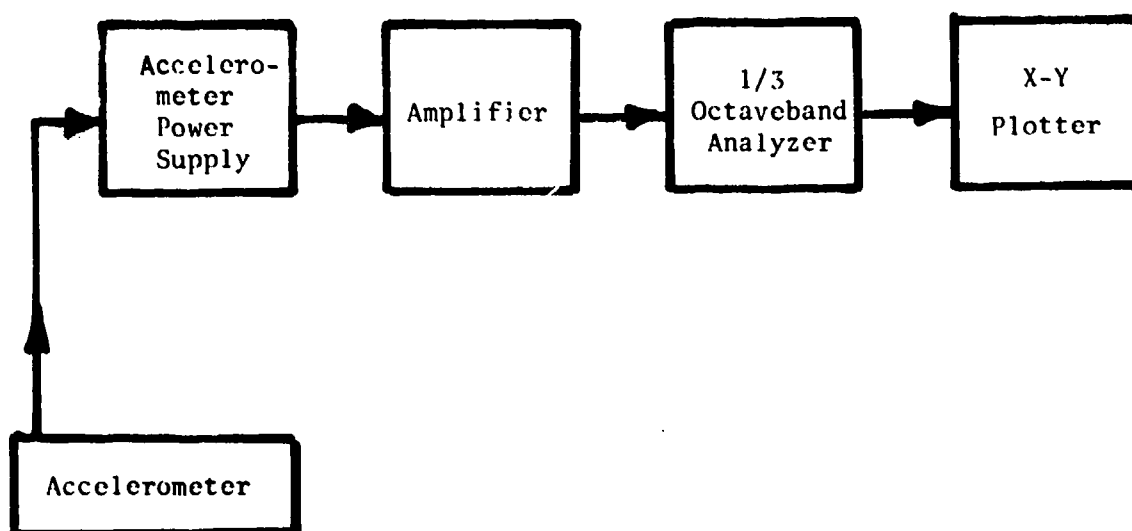 Accelero-
meter
Power
Supply
Amplifier
1/3
Octaveband
Analyzer
X-Y
Plotter
Accelerometer